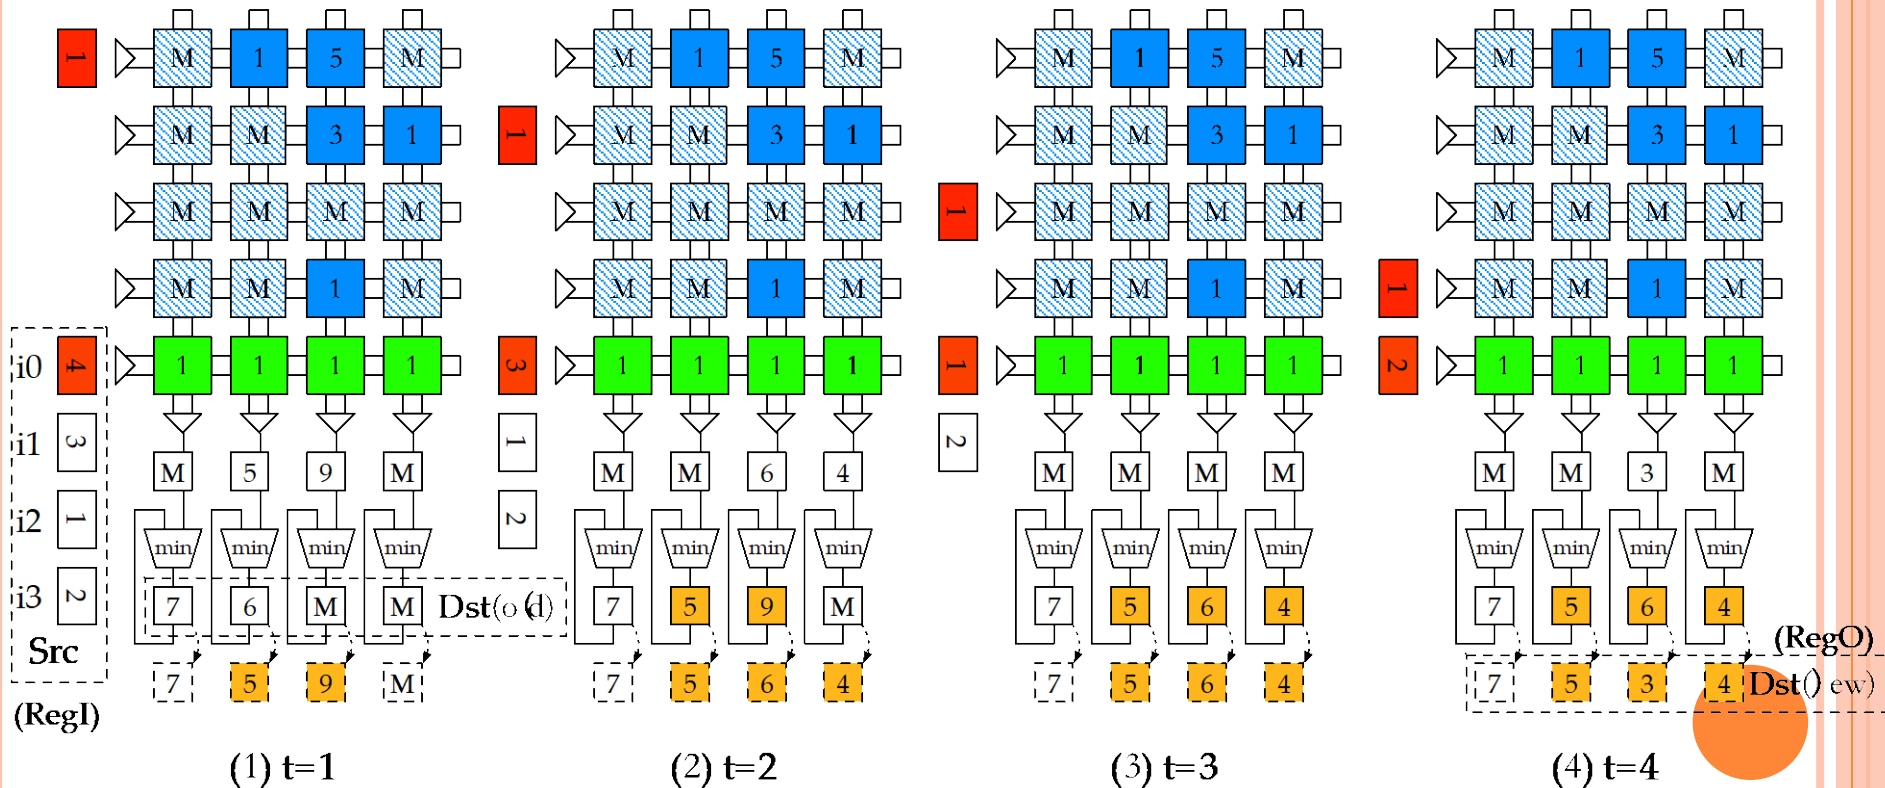 1 M 1 5 M M 1 5 M M 1 5 M M 1 5 M
M M 3 1 1 M M 3 1 M M 3 1 M M 3 1
M M M M M M M M 1 M M M M M M M M
M M 1 M M M 1 M M M 1 M 1 M M 1 M
i0 4 1 1 1 1 3 1 1 1 1 1 1 1 1 1 2 1 1 1 1
i1 3 1 2
M 5 9 M M M 6 4 M M M M M M 3 M
i2 1 2
min min min min min min min min min min min min min min min min
i3 2 7 6 M M Dst(o(d) 7 5 9 M 7 5 6 4 7 5 6 4
Src (RegO)
7 5 9 M 7 5 6 4 7 5 6 4 7 5 3 4 Dst() ew)
(RegI)
(1) t=1 (2) t=2 (3) t=3 (4) t=4